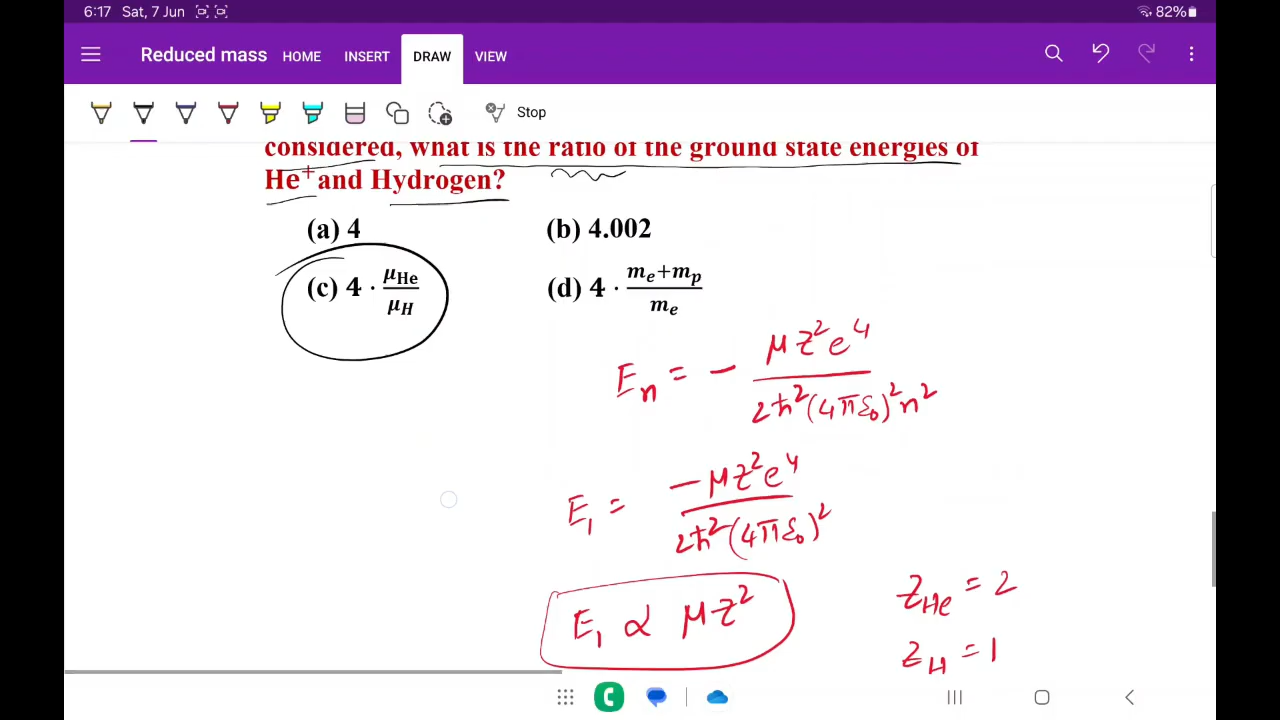 6:17 Sat, 7 Jun 82%
Reduced mass HOME INSERT DRAW VIEW
Stop
considered, what is the ratio of the ground state energies of
He⁺ and Hydrogen?
(a) 4 (b) 4.002
(c) 4 · μHe/μH (d) 4 · (me+mp)/me
En = - μz²e⁴/2ħ²(4πε₀)²n²
E₁ = -μz²e⁴/2ħ²(4πε₀)²
E₁ ∝ μz²
zHe = 2
zH = 1